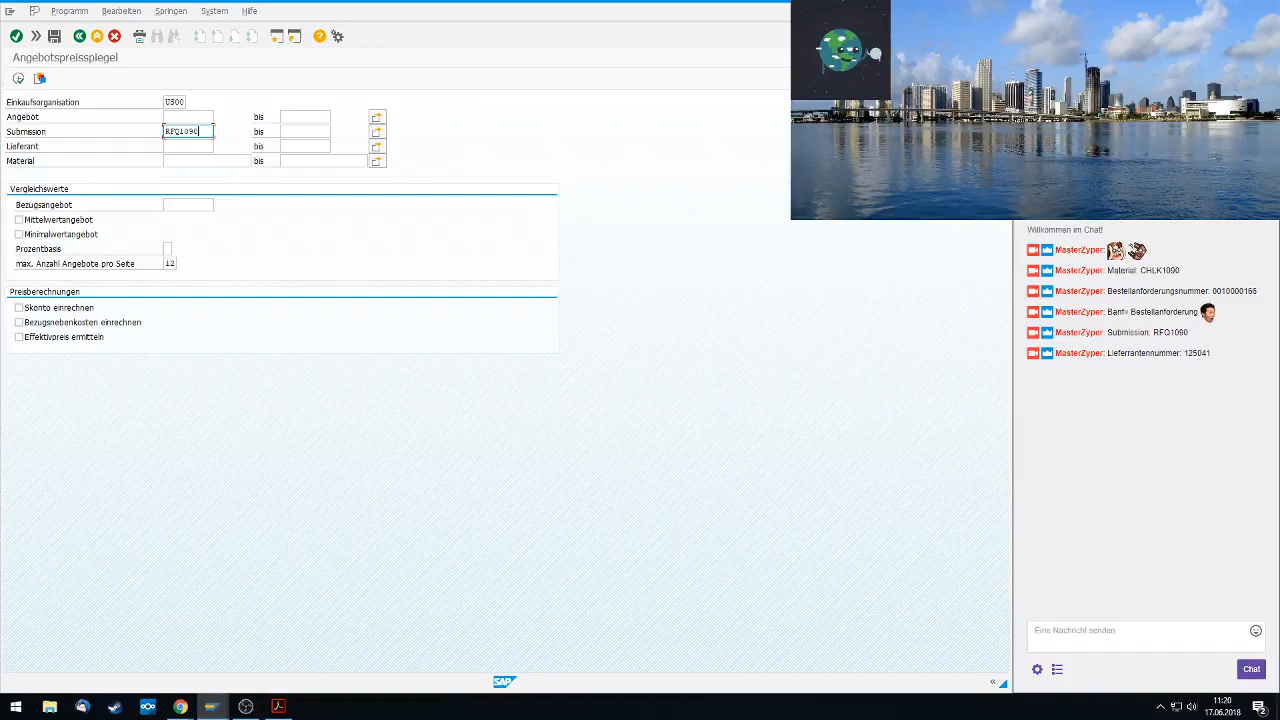 Programm Bearbeiten Springen System Hilfe
Angebotspreisspiegel
Einkaufsorganisation US00
Angebot bis
Submission RFQ1090 bis
Lieferant bis
Material bis
Vergleichswerte
Bezugsangebot
Mittelwertangebot
Minimalwertangebot
Prozentbasis
max. Anzahl Angebote pro Seite 12
Preisberechnungen
Skonto einrechnen
Bezugsnebenkosten einrechnen
Effektivpreis ermitteln
SAP
«
Willkommen im Chat!
MasterZyper:
MasterZyper: Material: CHLK1090
MasterZyper: Bestellanforderungsnummer: 0010000166
MasterZyper: Banf= Bestellanforderung
MasterZyper: Submission: RFQ1090
MasterZyper: Lieferrantennummer: 125041
Eine Nachricht senden
Chat
11:20
17.06.2018
2